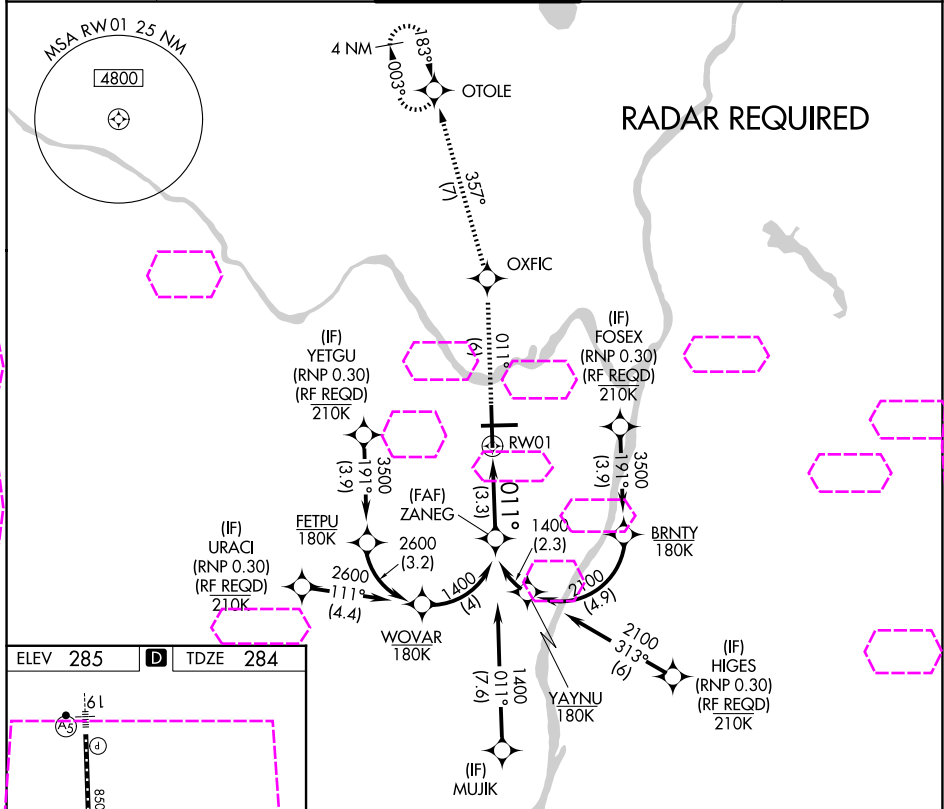 MSA RW01 25 NM
4800
4 NM
183°
003°
OTOLE
RADAR REQUIRED
357°
(7)
OXFIC
011°
(6)
(IF)
YETGU
(RNP 0.30)
(RF REQD)
210K
(IF)
FOSEX
(RNP 0.30)
(RF REQD)
210K
RW01
3500
191°
(3.9)
3500
191°
(3.9)
011°
(3.3)
(FAF)
ZANEG
FETPU
180K
2600
(3.2)
1400
(2.3)
BRNTY
180K
(IF)
URACI
(RNP 0.30)
(RF REQD)
210K
2600
111°
(4.4)
1400
(4)
2100
(4.9)
WOVAR
180K
2100
313°
(6)
(IF)
HIGES
(RNP 0.30)
(RF REQD)
210K
YAYNU
180K
1400
011°
(7.6)
(IF)
MUJIK
ELEV 285 D TDZE 284
19
A5
P
850